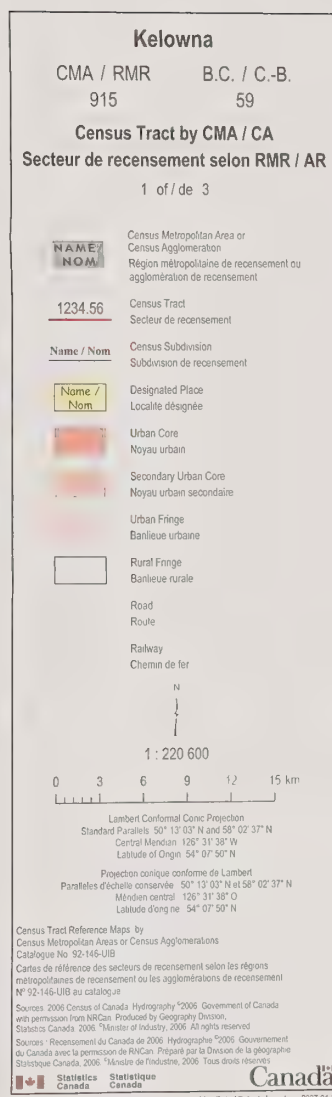 Kelowna
CMA / RMR B.C. / C.-B.
915 59
Census Tract by CMA / CA
Secteur de recensement selon RMR / AR
1 of / de 3
NAME / NOM
Census Metropolitan Area or
Census Agglomeration
Région métropolitaine de recensement ou
agglomération de recensement
1234.56
Census Tract
Secteur de recensement
Name / Nom
Census Subdivision
Subdivision de recensement
Name /
Nom
Designated Place
Localité désignée
Urban Core
Noyau urbain
Secondary Urban Core
Noyau urbain secondaire
Urban Fringe
Banlieue urbaine
Rural Fringe
Banlieue rurale
Road
Route
Railway
Chemin de fer
N
1 : 220 600
0 3 6 9 12 15 km
Lambert Conformal Conic Projection
Standard Parallels 50° 13' 03" N and 58° 02' 37" N
Central Meridian 126° 31' 38" W
Latitude of Origin 54° 07' 50" N
Projection conique conforme de Lambert
Parallèles d'échelle conservée 50° 13' 03" N et 58° 02' 37" N
Méridien central 126° 31' 38" O
Latitude d'origine 54° 07' 50" N
Census Tract Reference Maps by
Census Metropolitan Areas or Census Agglomerations
Catalogue No 92-146-UIB
Cartes de référence des secteurs de recensement selon les régions
métropolitaines de recensement ou les agglomérations de recensement
N° 92-146-UIB au catalogue
Sources 2006 Census of Canada Hydrography ©2006 Government of Canada
with permission from NRCan Produced by Geography Division,
Statistics Canada 2006 ©Minister of Industry, 2006 All rights reserved
Sources Recensement du Canada de 2006 Hydrographie ©2006 Gouvernement
du Canada avec la permission de RNCan Préparé par la Division de la géographie
Statistique Canada, 2006 ©Ministre de l'Industrie, 2006 Tous droits réservés
Statistics Statistique
Canada Canada
Canada